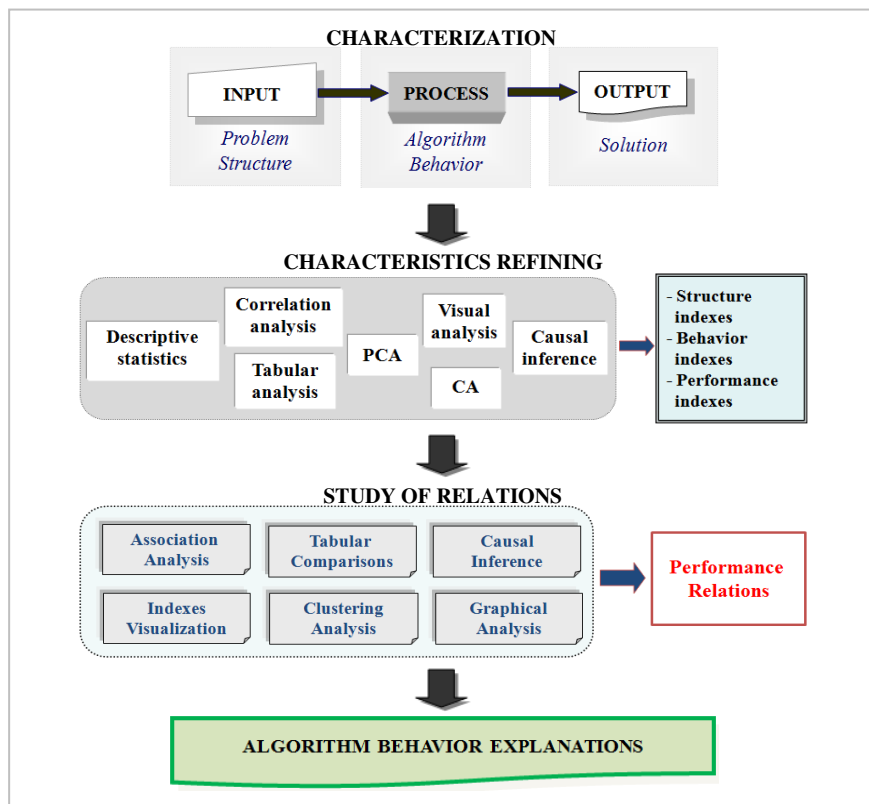 CHARACTERIZATION
INPUT
PROCESS
OUTPUT
Problem
Structure
Algorithm
Behavior
Solution
CHARACTERISTICS REFINING
Descriptive
statistics
Correlation
analysis
Tabular
analysis
PCA
Visual
analysis
CA
Causal
inference
- Structure
indexes
- Behavior
indexes
- Performance
indexes
STUDY OF RELATIONS
Association
Analysis
Tabular
Comparisons
Causal
Inference
Indexes
Visualization
Clustering
Analysis
Graphical
Analysis
Performance
Relations
ALGORITHM BEHAVIOR EXPLANATIONS